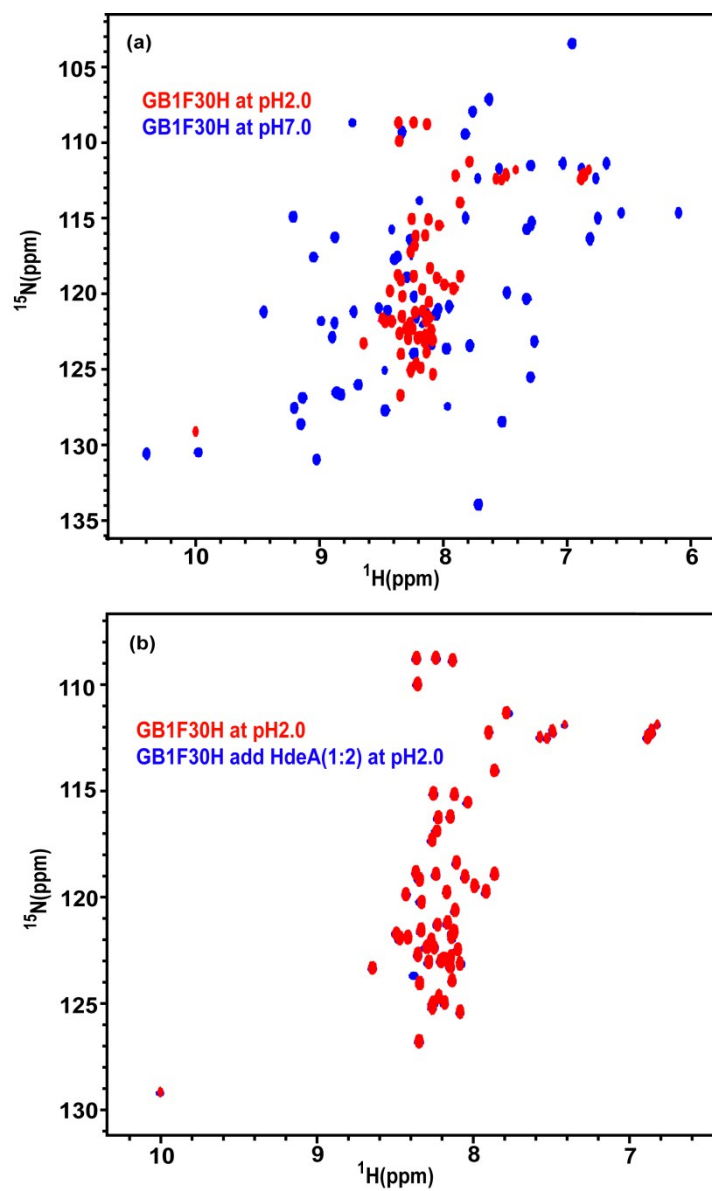 (a)
GB1F30H at pH2.0
GB1F30H at pH7.0
105
110
115
120
125
130
135
15N(ppm)
10 9 8 7 6
1H(ppm)
(b)
GB1F30H at pH2.0
GB1F30H add HdeA(1:2) at pH2.0
110
115
120
125
130
15N(ppm)
10 9 8 7
1H(ppm)